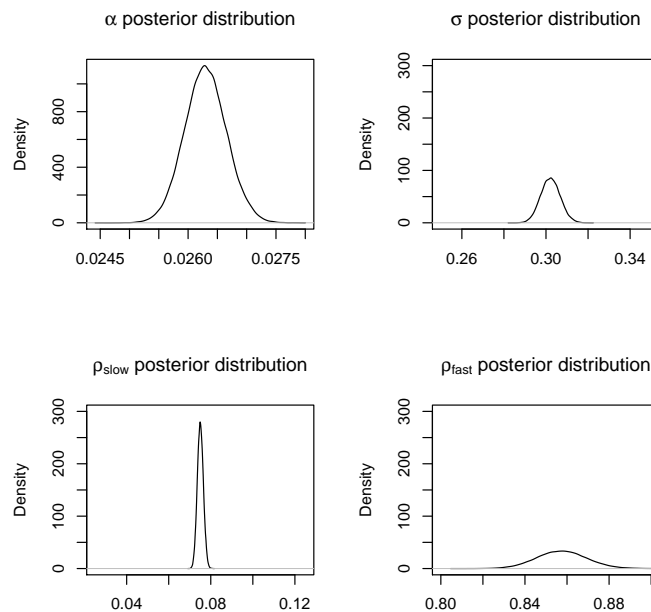 α posterior distribution
Density
0 400 800
0.0245 0.0260 0.0275
σ posterior distribution
Density
0 100 200 300
0.26 0.30 0.34
ρslow posterior distribution
Density
0 100 200 300
0.04 0.08 0.12
ρfast posterior distribution
Density
0 100 200 300
0.80 0.84 0.88